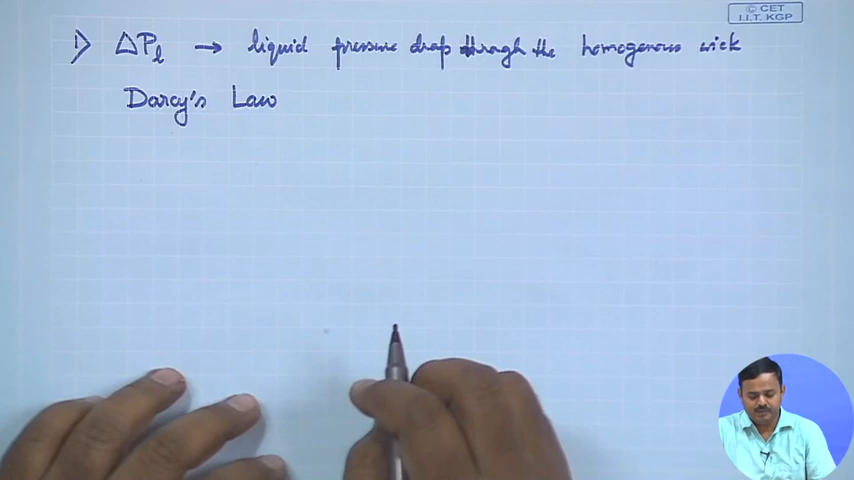 © CET
I.I.T. KGP
1) ΔPl → liquid pressure drop through the homogenous wick
Darcy's Law